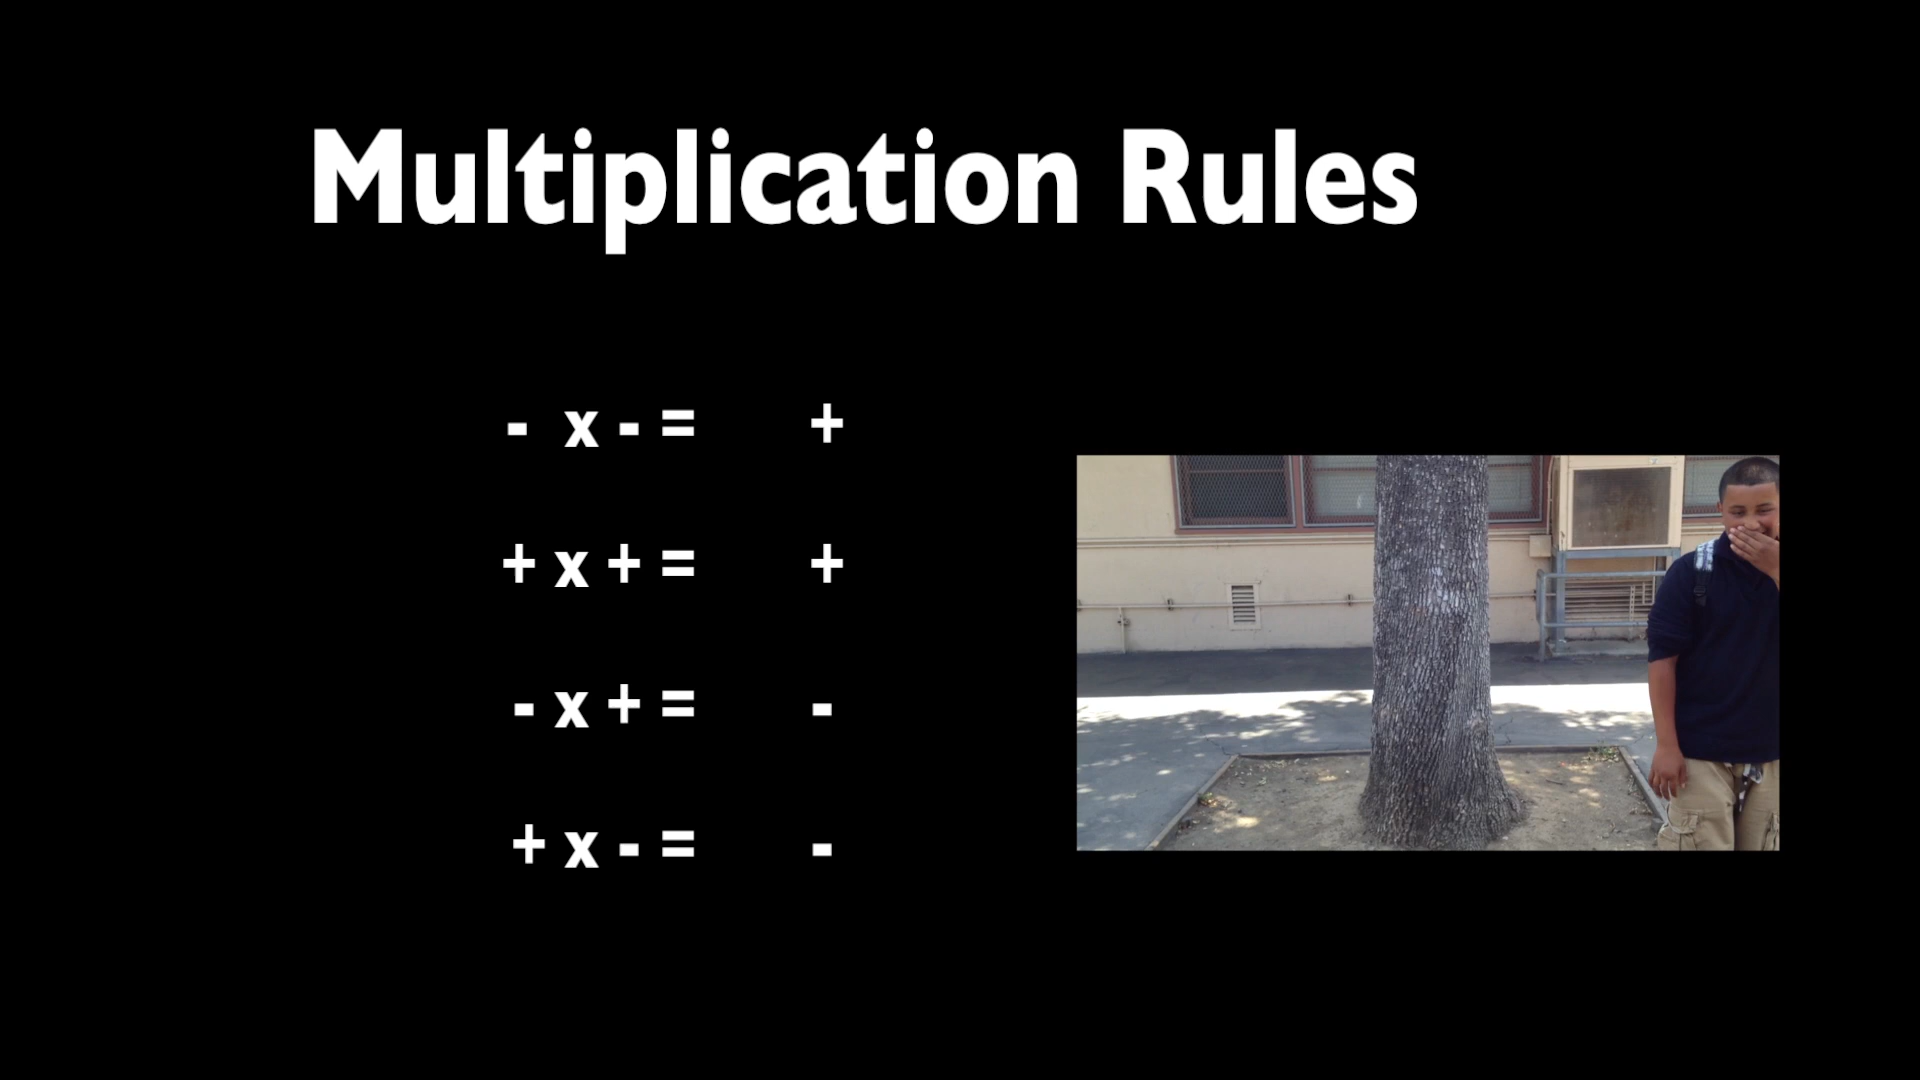 Multiplication Rules
- x - = +
+ x + = +
- x + = -
+ x - = -